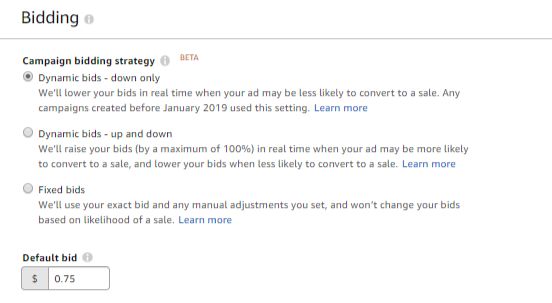 Bidding
Campaign bidding strategy BETA
Dynamic bids - down only
We'll lower your bids in real time when your ad may be less likely to convert to a sale. Any
campaigns created before January 2019 used this setting. Learn more
Dynamic bids - up and down
We'll raise your bids (by a maximum of 100%) in real time when your ad may be more likely
to convert to a sale, and lower your bids when less likely to convert to a sale. Learn more
Fixed bids
We'll use your exact bid and any manual adjustments you set, and won't change your bids
based on likelihood of a sale. Learn more
Default bid
$ 0.75